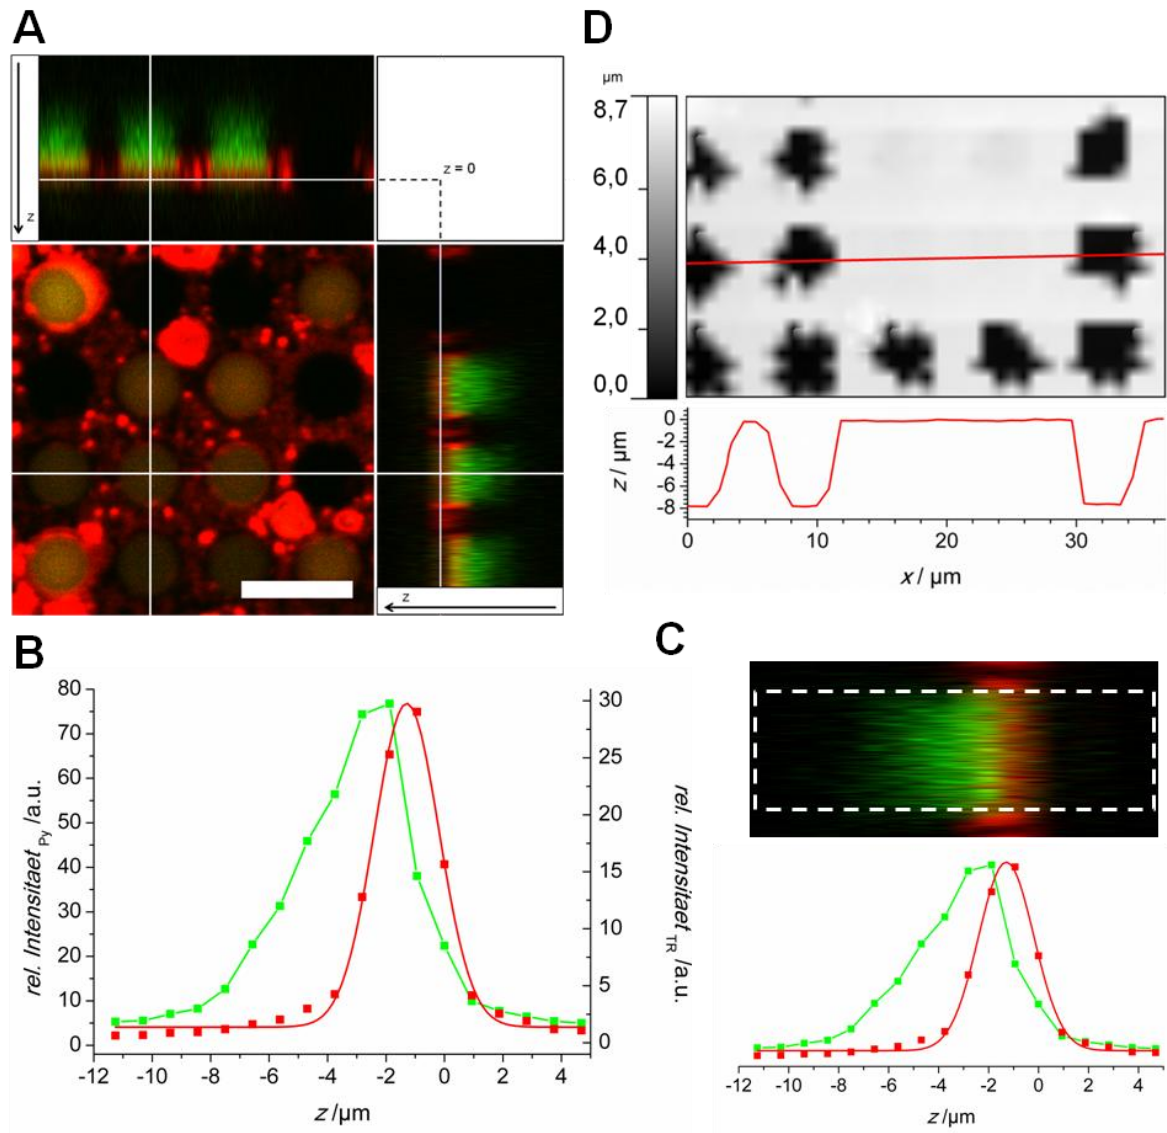 A
z
z = 0
z
D
µm
8,7
6,0
4,0
2,0
0,0
0
-2
-4
-6
-8
z / µm
0 10 20 30
x / µm
B
80
70
60
50
40
30
20
10
0
rel. Intensitaet Py /a.u.
30
25
20
15
10
5
0
rel. Intensitaet TR /a.u.
-12 -10 -8 -6 -4 -2 0 2 4
z /µm
C
-12 -10 -8 -6 -4 -2 0 2 4
z /µm